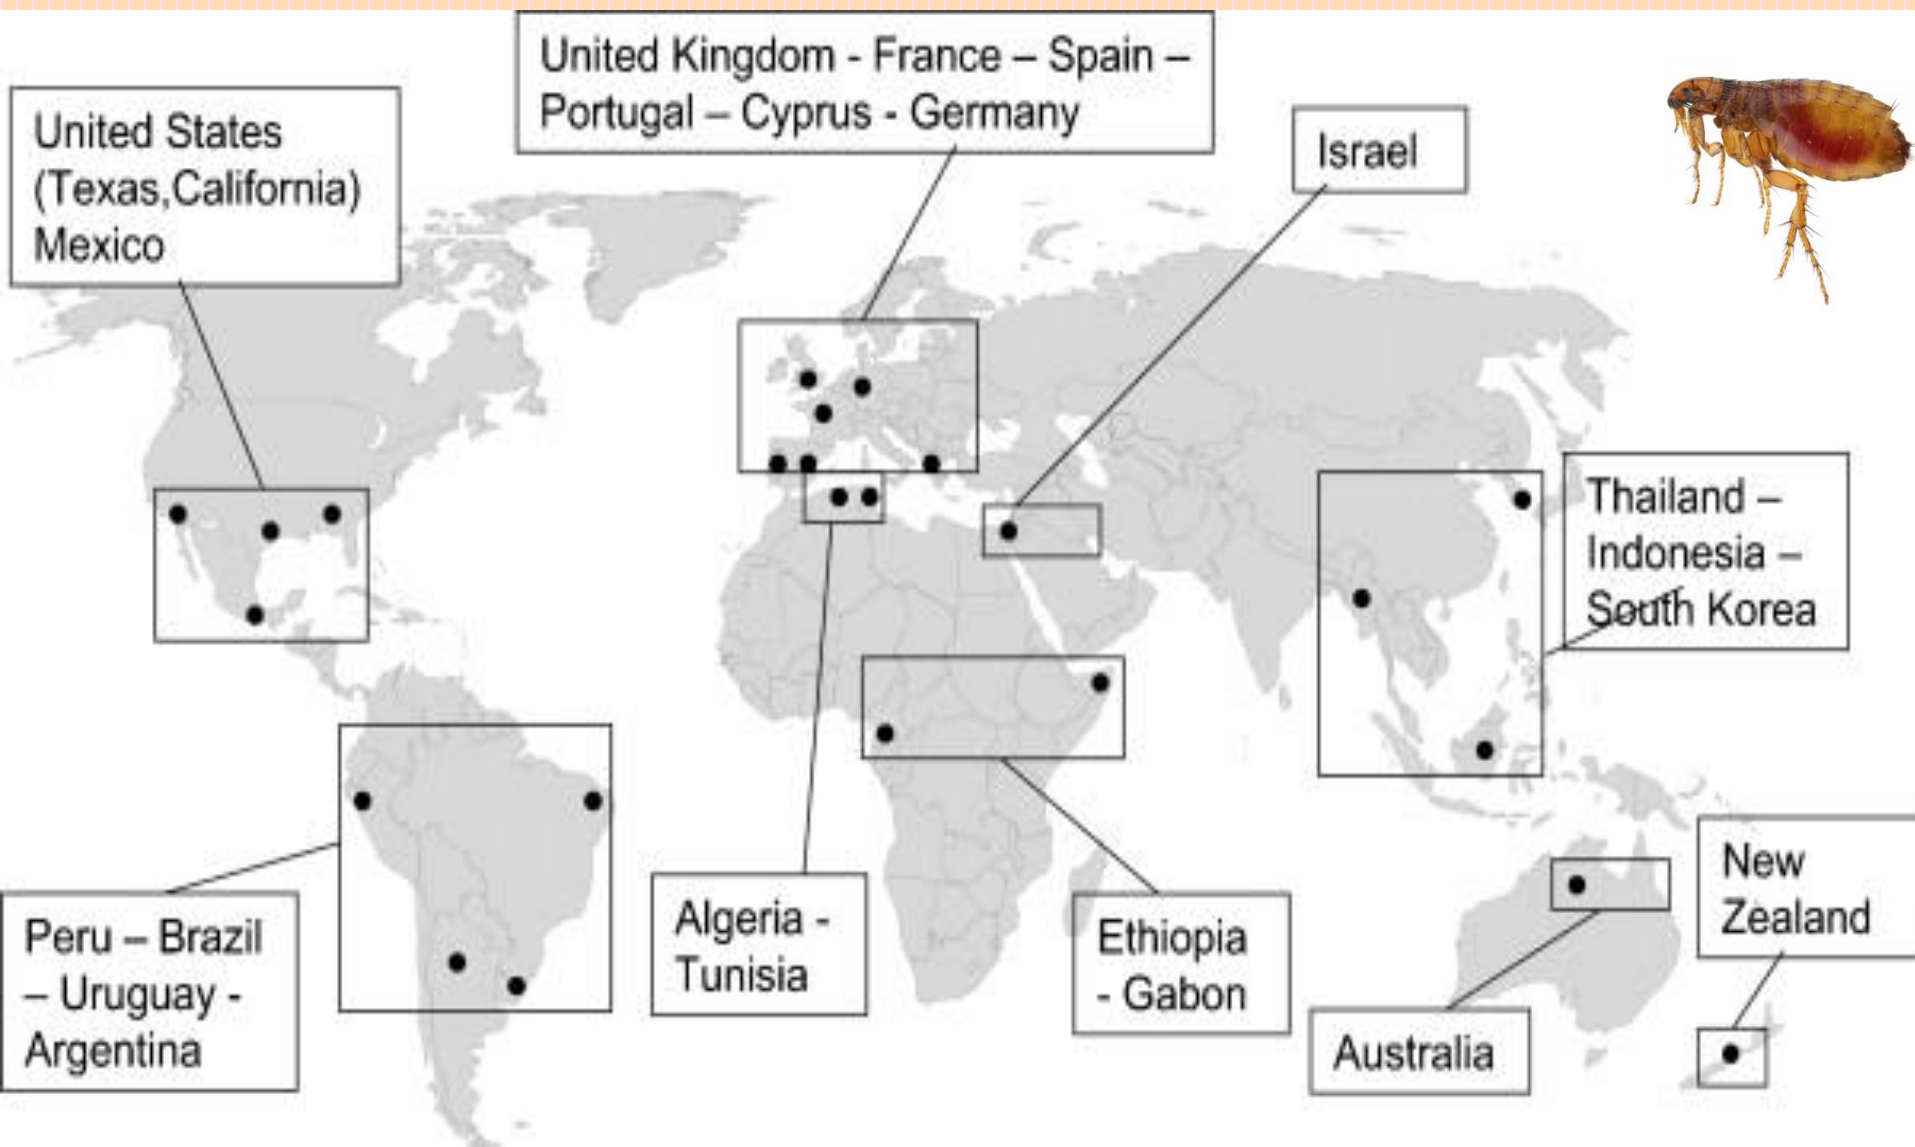 United Kingdom - France – Spain –
Portugal – Cyprus - Germany
United States
(Texas,California)
Mexico
Israel
Thailand –
Indonesia –
South Korea
Peru – Brazil
– Uruguay -
Argentina
Algeria -
Tunisia
Ethiopia
- Gabon
Australia
New
Zealand